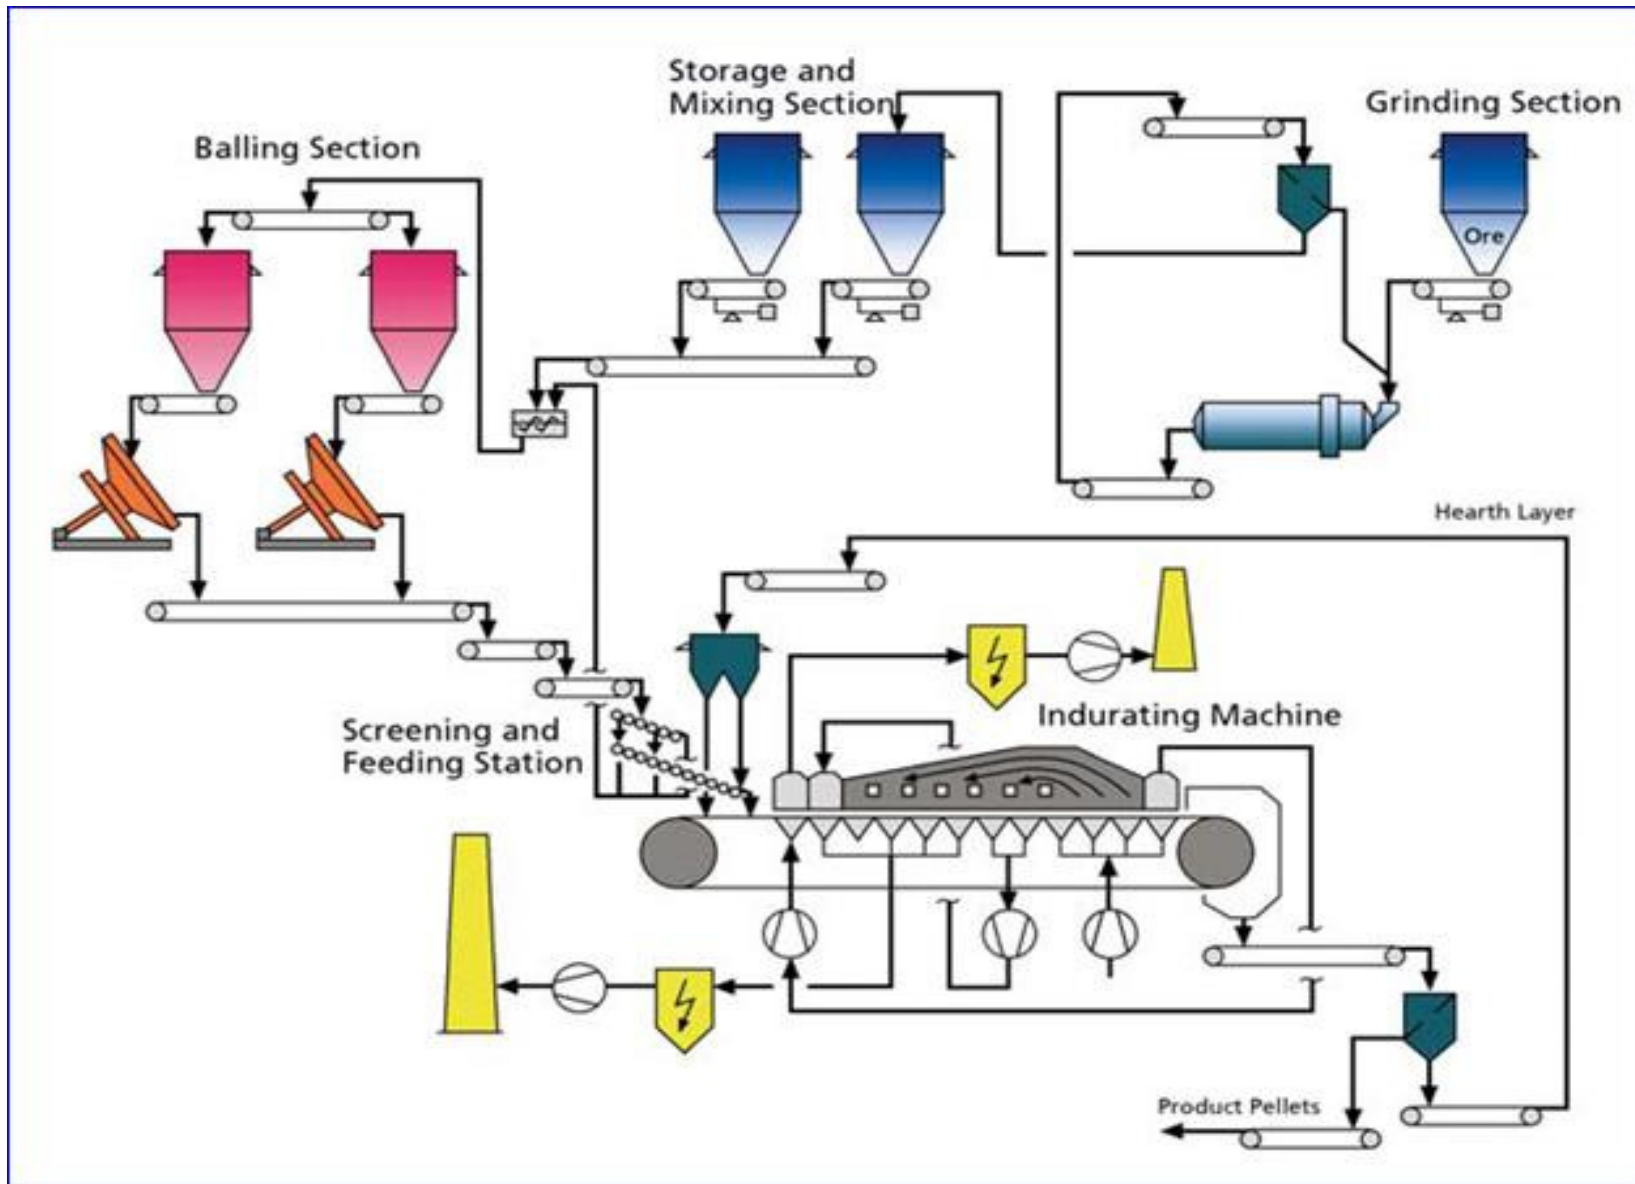 Storage and
Mixing Section
Grinding Section
Balling Section
Ore
Hearth Layer
Indurating Machine
Screening and
Feeding Station
Product Pellets